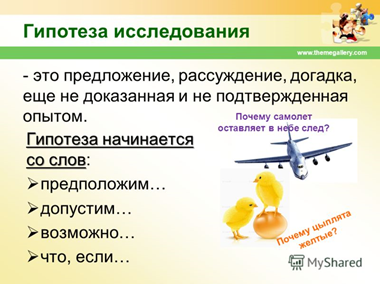 Гипотеза исследования
www.themegallery.com
- это предложение, рассуждение, догадка,
еще не доказанная и не подтвержденная
опытом.
Почему самолет
оставляет в небе след?
Гипотеза начинается
со слов:
предположим…
допустим…
возможно…
что, если…
Почему цыплята
желтые?
MyShared